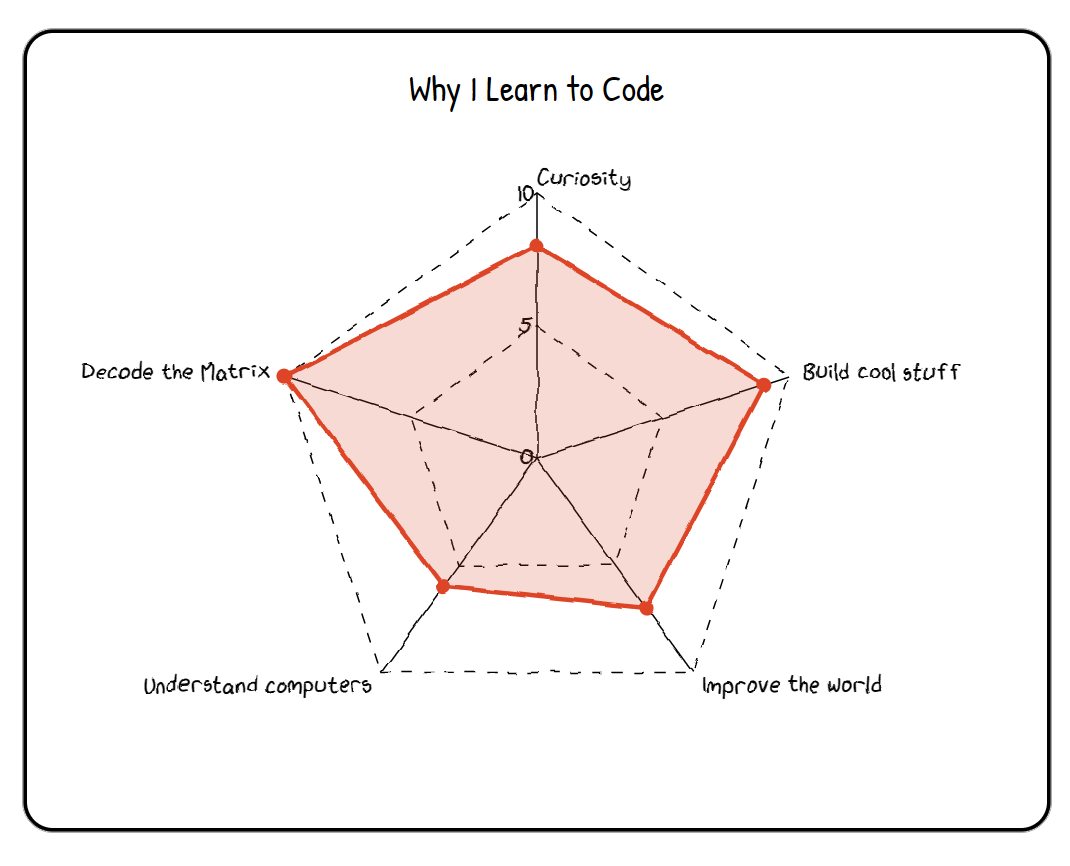 Why I Learn to Code
Curiosity
10
5
Decode the Matrix
Build cool stuff
0
Understand computers
Improve the world